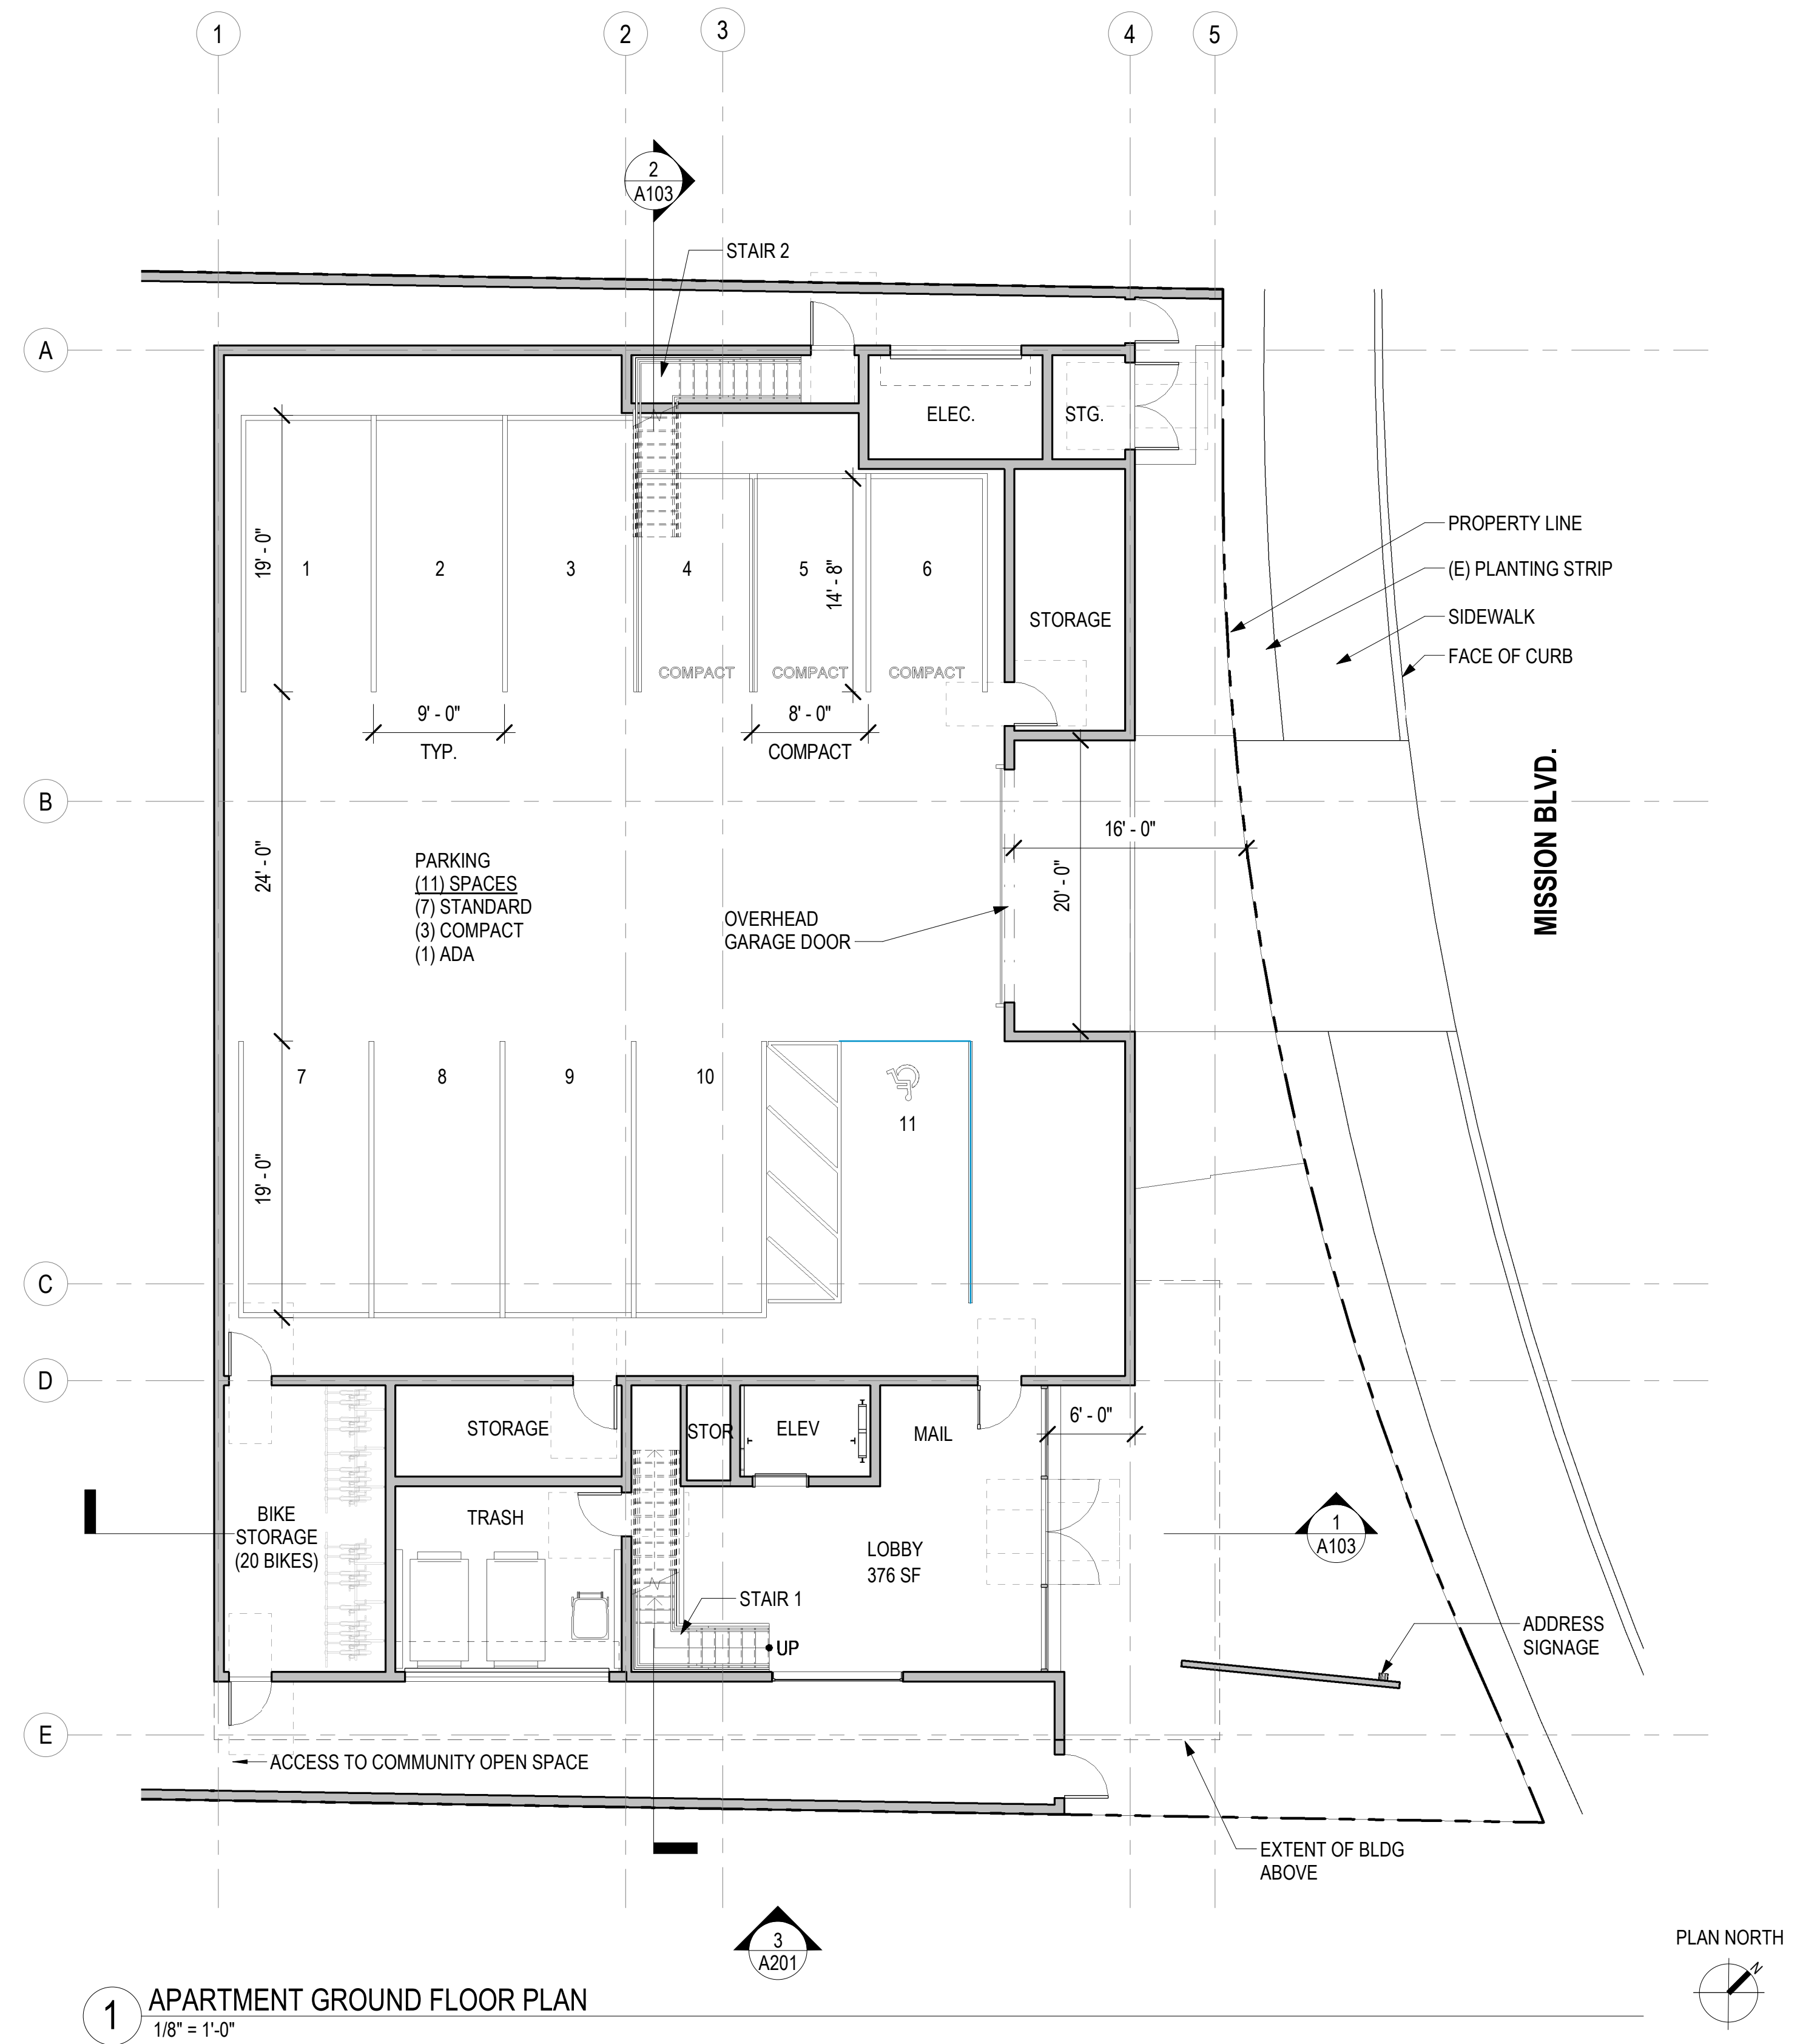 1
2
3
4
5
2
A103
STAIR 2
A
ELEC.
STG.
19' - 0"
1
2
3
4
5
14' - 8"
6
STORAGE
COMPACT
COMPACT
COMPACT
9' - 0"
TYP.
8' - 0"
COMPACT
PROPERTY LINE
(E) PLANTING STRIP
SIDEWALK
FACE OF CURB
MISSION BLVD.
B
16' - 0"
24' - 0"
20' - 0"
PARKING
(11) SPACES
(7) STANDARD
(3) COMPACT
(1) ADA
OVERHEAD
GARAGE DOOR
7
8
9
10
11
19' - 0"
C
D
STORAGE
STOR
ELEV
MAIL
6' - 0"
BIKE
STORAGE
(20 BIKES)
TRASH
LOBBY
376 SF
1
A103
STAIR 1
UP
ADDRESS
SIGNAGE
E
ACCESS TO COMMUNITY OPEN SPACE
EXTENT OF BLDG
ABOVE
3
A201
PLAN NORTH
N
1
APARTMENT GROUND FLOOR PLAN
1/8" = 1'-0"